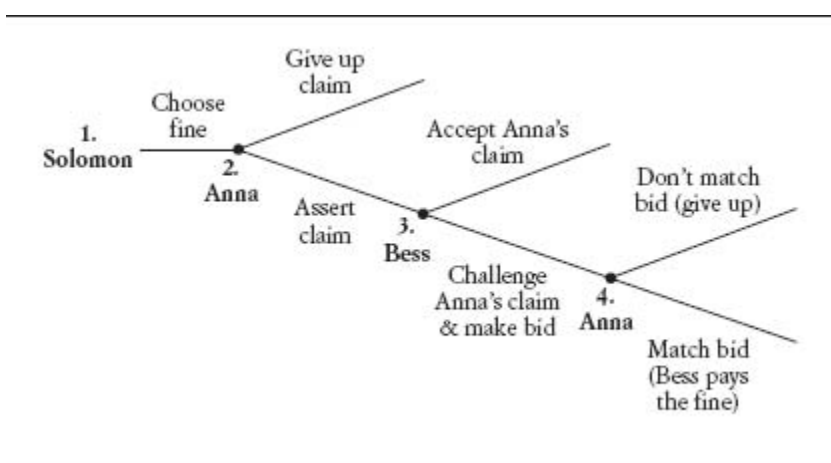 Give up
claim
Choose
fine
1.
Solomon
2.
Anna
Accept Anna’s
claim
Assert
claim
3.
Bess
Don’t match
bid (give up)
Challenge
Anna’s claim
& make bid
4.
Anna
Match bid
(Bess pays
the fine)